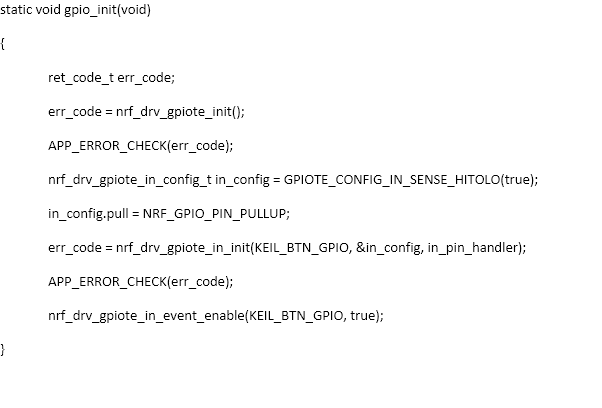 static void gpio_init(void)
{
ret_code_t err_code;
err_code = nrf_drv_gpiote_init();
APP_ERROR_CHECK(err_code);
nrf_drv_gpiote_in_config_t in_config = GPIOTE_CONFIG_IN_SENSE_HITOLO(true);
in_config.pull = NRF_GPIO_PIN_PULLUP;
err_code = nrf_drv_gpiote_in_init(KEIL_BTN_GPIO, &in_config, in_pin_handler);
APP_ERROR_CHECK(err_code);
nrf_drv_gpiote_in_event_enable(KEIL_BTN_GPIO, true);
}